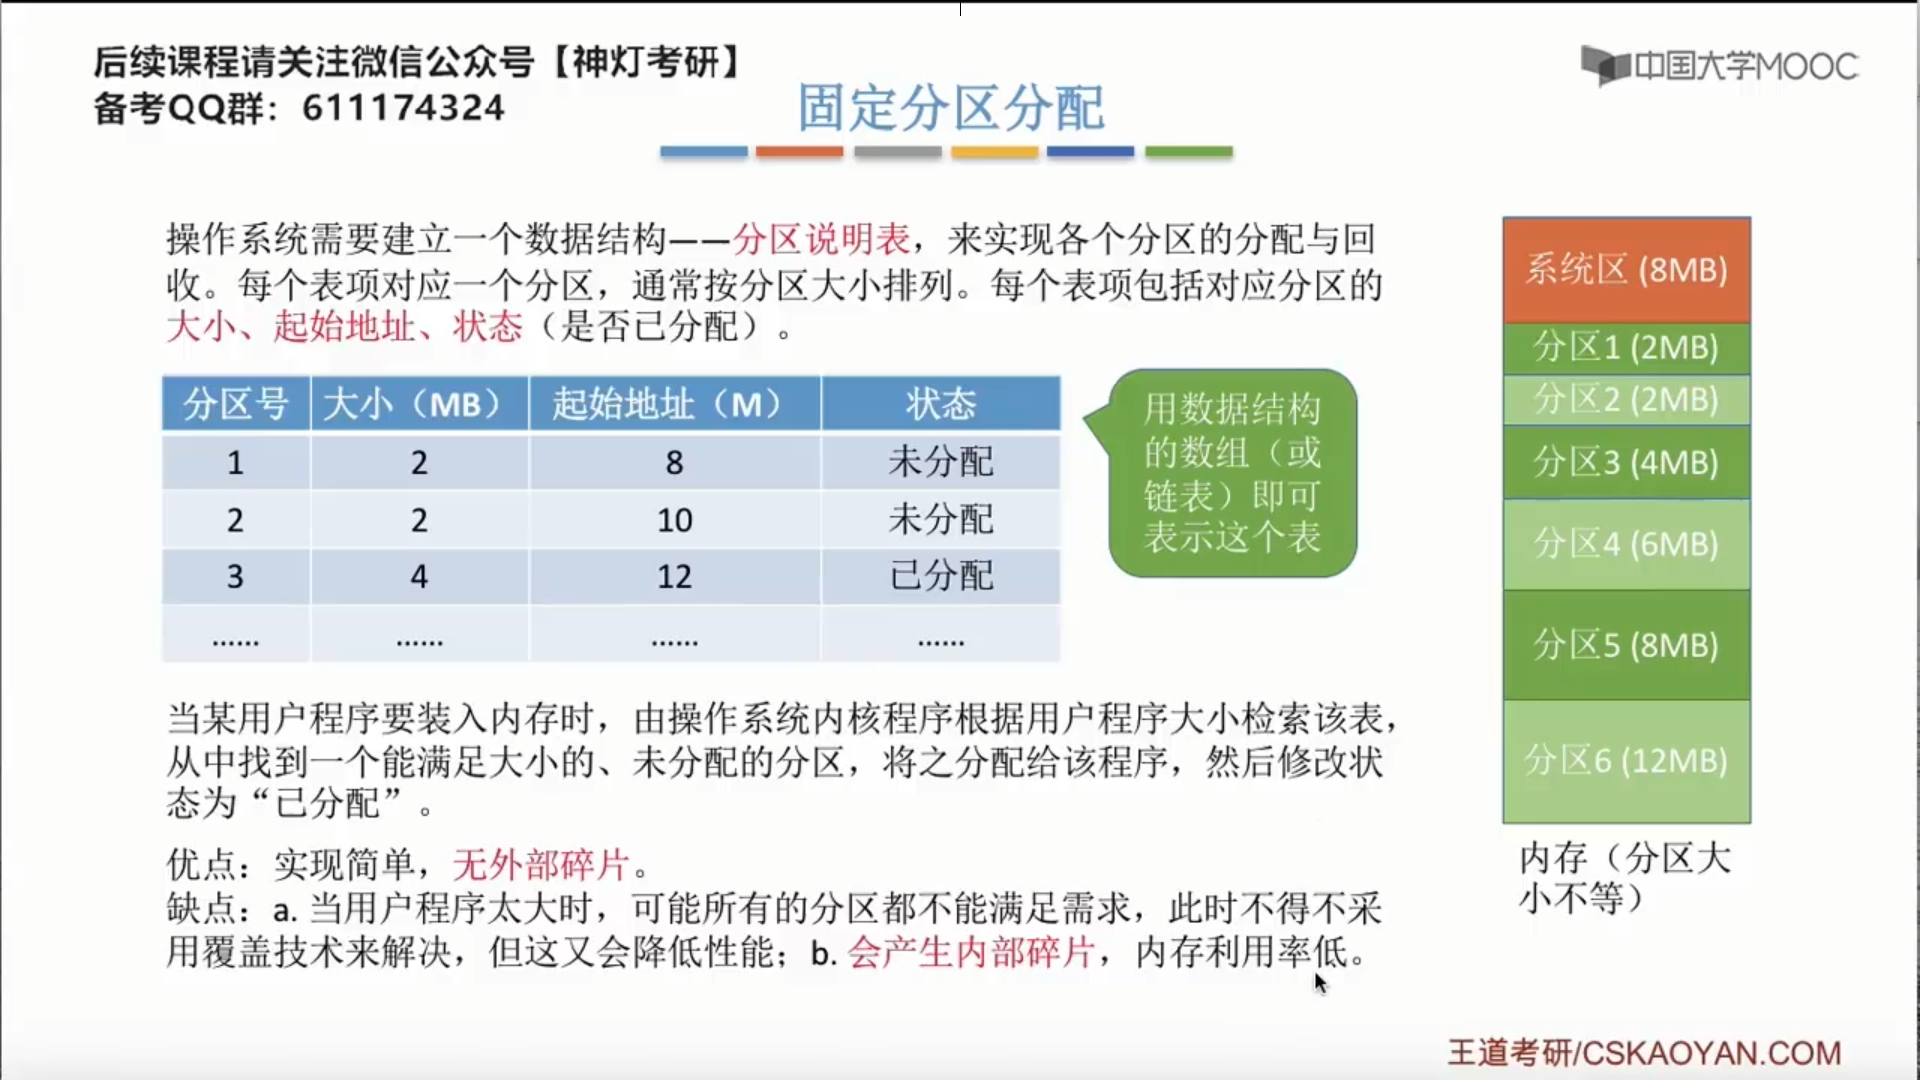 后续课程请关注微信公众号【神灯考研】
备考QQ群：611174324
中国大学MOOC
固定分区分配
操作系统需要建立一个数据结构——分区说明表，来实现各个分区的分配与回
收。每个表项对应一个分区，通常按分区大小排列。每个表项包括对应分区的
大小、起始地址、状态（是否已分配）。
分区号 大小（MB） 起始地址（M） 状态
1 2 8 未分配
2 2 10 未分配
3 4 12 已分配
…… …… …… ……
用数据结构
的数组（或
链表）即可
表示这个表
当某用户程序要装入内存时，由操作系统内核程序根据用户程序大小检索该表，
从中找到一个能满足大小的、未分配的分区，将之分配给该程序，然后修改状
态为“已分配”。
优点：实现简单，无外部碎片。
缺点：a. 当用户程序太大时，可能所有的分区都不能满足需求，此时不得不采
用覆盖技术来解决，但这又会降低性能；b. 会产生内部碎片，内存利用率低。
系统区 (8MB)
分区1 (2MB)
分区2 (2MB)
分区3 (4MB)
分区4 (6MB)
分区5 (8MB)
分区6 (12MB)
内存（分区大
小不等）
王道考研/CSKAOYAN.COM